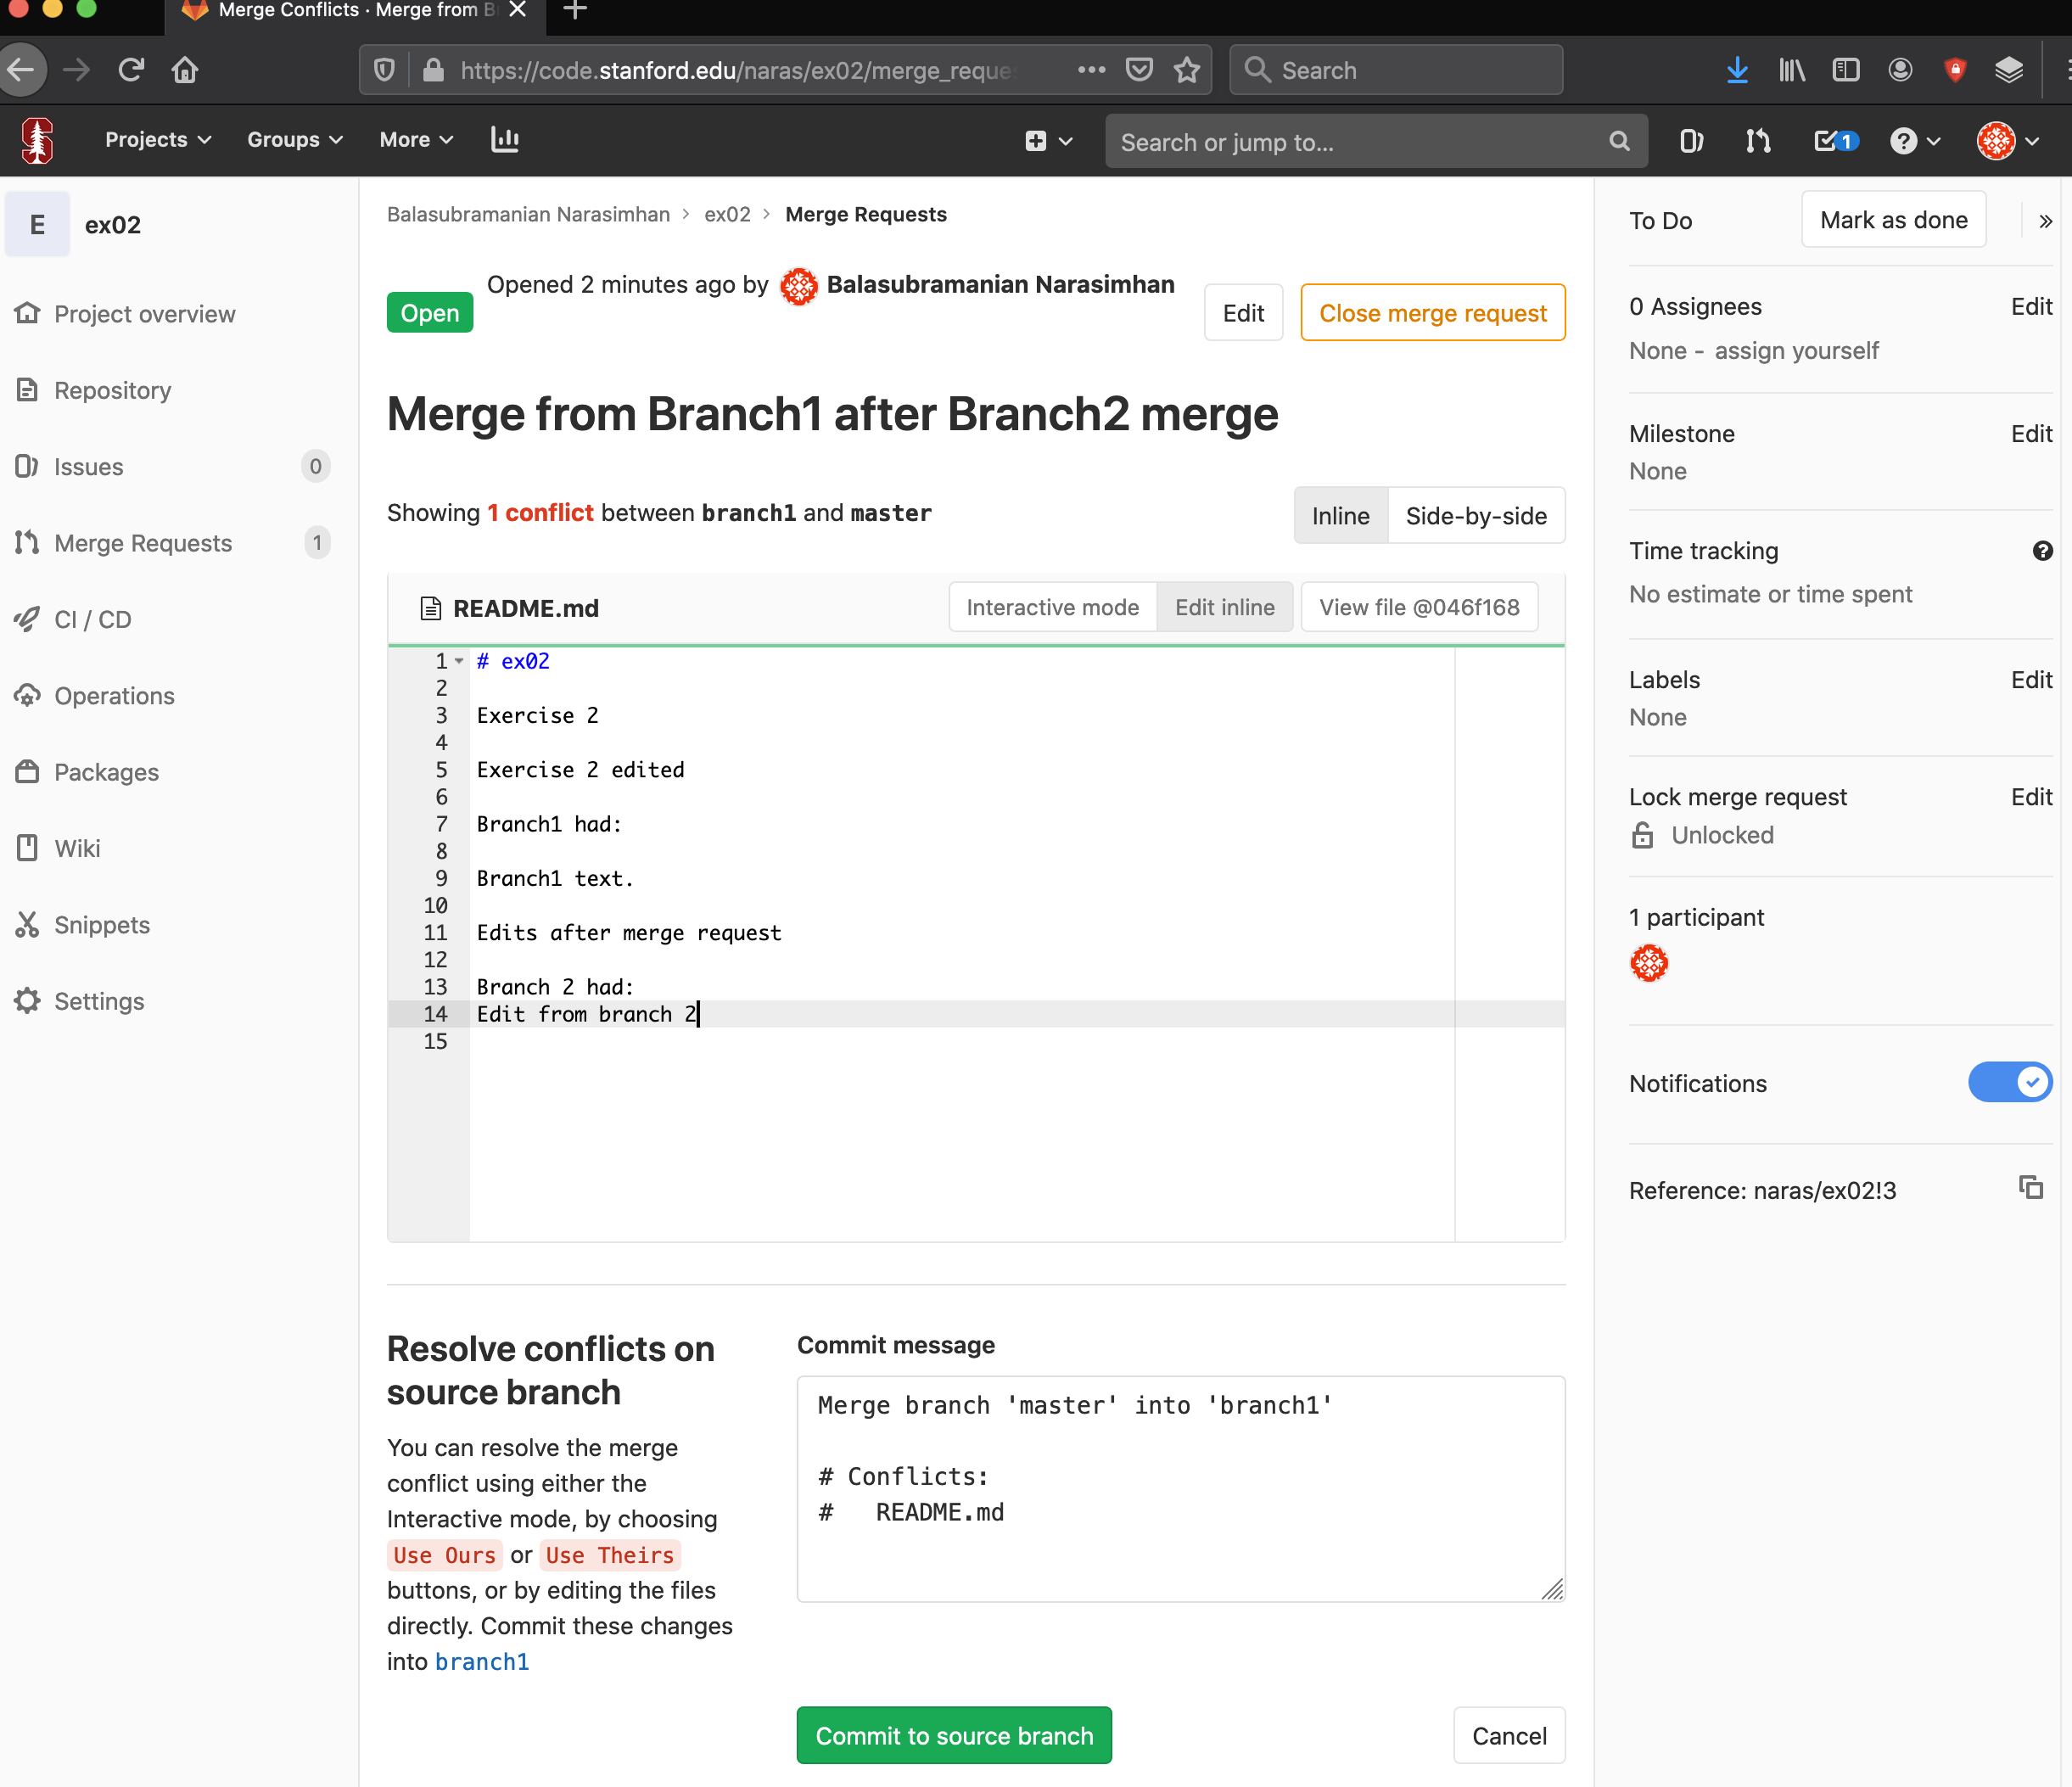 Merge Conflicts · Merge from B
https://code.stanford.edu/naras/ex02/merge_reque
Search
Projects
Groups
More
Search or jump to...
1
E
ex02
Project overview
Repository
Issues
0
Merge Requests
1
CI / CD
Operations
Packages
Wiki
Snippets
Settings
Balasubramanian Narasimhan > ex02 > Merge Requests
Open
Opened 2 minutes ago by Balasubramanian Narasimhan
Edit
Close merge request
Merge from Branch1 after Branch2 merge
Showing 1 conflict between branch1 and master
Inline
Side-by-side
README.md
Interactive mode
Edit inline
View file @046f168
1 # ex02
2
3 Exercise 2
4
5 Exercise 2 edited
6
7 Branch1 had:
8
9 Branch1 text.
10
11 Edits after merge request
12
13 Branch 2 had:
14 Edit from branch 2
15
Resolve conflicts on
source branch
You can resolve the merge
conflict using either the
Interactive mode, by choosing
Use Ours or Use Theirs
buttons, or by editing the files
directly. Commit these changes
into branch1
Commit message
Merge branch 'master' into 'branch1'
# Conflicts:
#   README.md
Commit to source branch
Cancel
To Do
Mark as done
»
0 Assignees
Edit
None - assign yourself
Milestone
Edit
None
Time tracking
?
No estimate or time spent
Labels
Edit
None
Lock merge request
Edit
Unlocked
1 participant
Notifications
Reference: naras/ex02!3